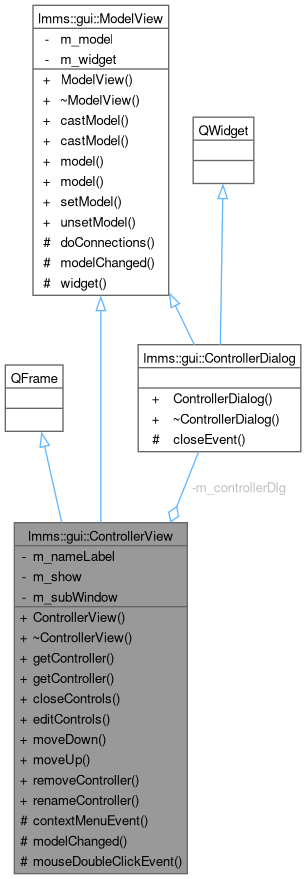 lmms::gui::ModelView
- m_model
- m_widget
+ ModelView()
+ ~ModelView()
+ castModel()
+ castModel()
+ model()
+ model()
+ setModel()
+ unsetModel()
# doConnections()
# modelChanged()
# widget()
QWidget
lmms::gui::ControllerDialog
+ ControllerDialog()
+ ~ControllerDialog()
# closeEvent()
QFrame
-m_controllerDlg
lmms::gui::ControllerView
- m_nameLabel
- m_show
- m_subWindow
+ ControllerView()
+ ~ControllerView()
+ getController()
+ getController()
+ closeControls()
+ editControls()
+ moveDown()
+ moveUp()
+ removeController()
+ renameController()
# contextMenuEvent()
# modelChanged()
# mouseDoubleClickEvent()